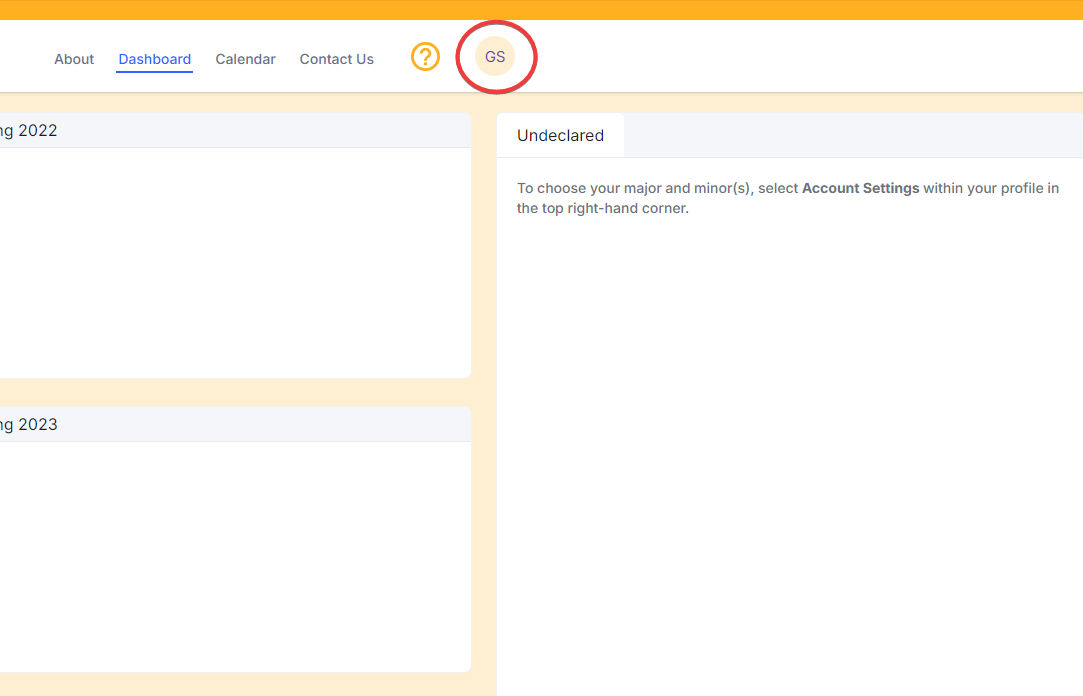 About Dashboard Calendar Contact Us ? GS
ng 2022
Undeclared
To choose your major and minor(s), select Account Settings within your profile in
the top right-hand corner.
ng 2023